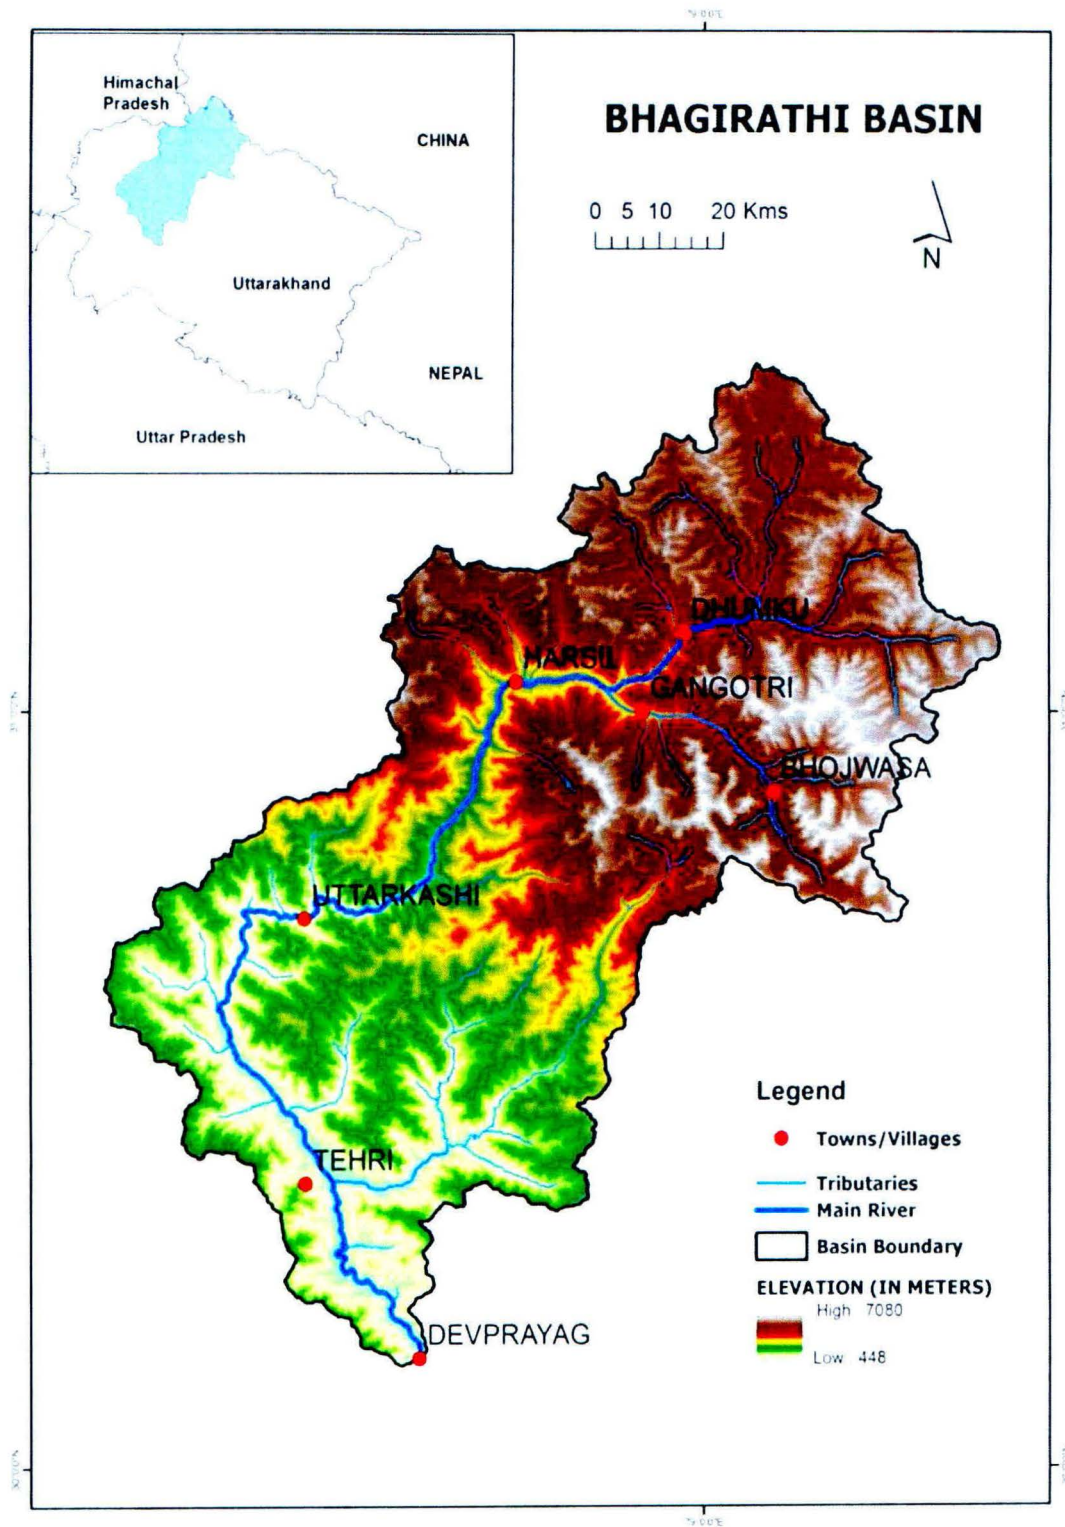 Himachal
Pradesh
CHINA
Uttarakhand
NEPAL
Uttar Pradesh
BHAGIRATHI BASIN
0 5 10 20 Kms
N
DHUMKU
HARSIL
GANGOTRI
BHOJWASA
UTTARKASHI
TEHRI
DEVPRAYAG
Legend
Towns/Villages
Tributaries
Main River
Basin Boundary
ELEVATION (IN METERS)
High 7080
Low 448